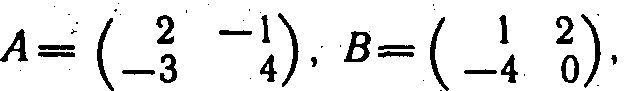 A = ( 2 −1 ; −3 4 ), B = ( 1 2 ; −4 0 ),